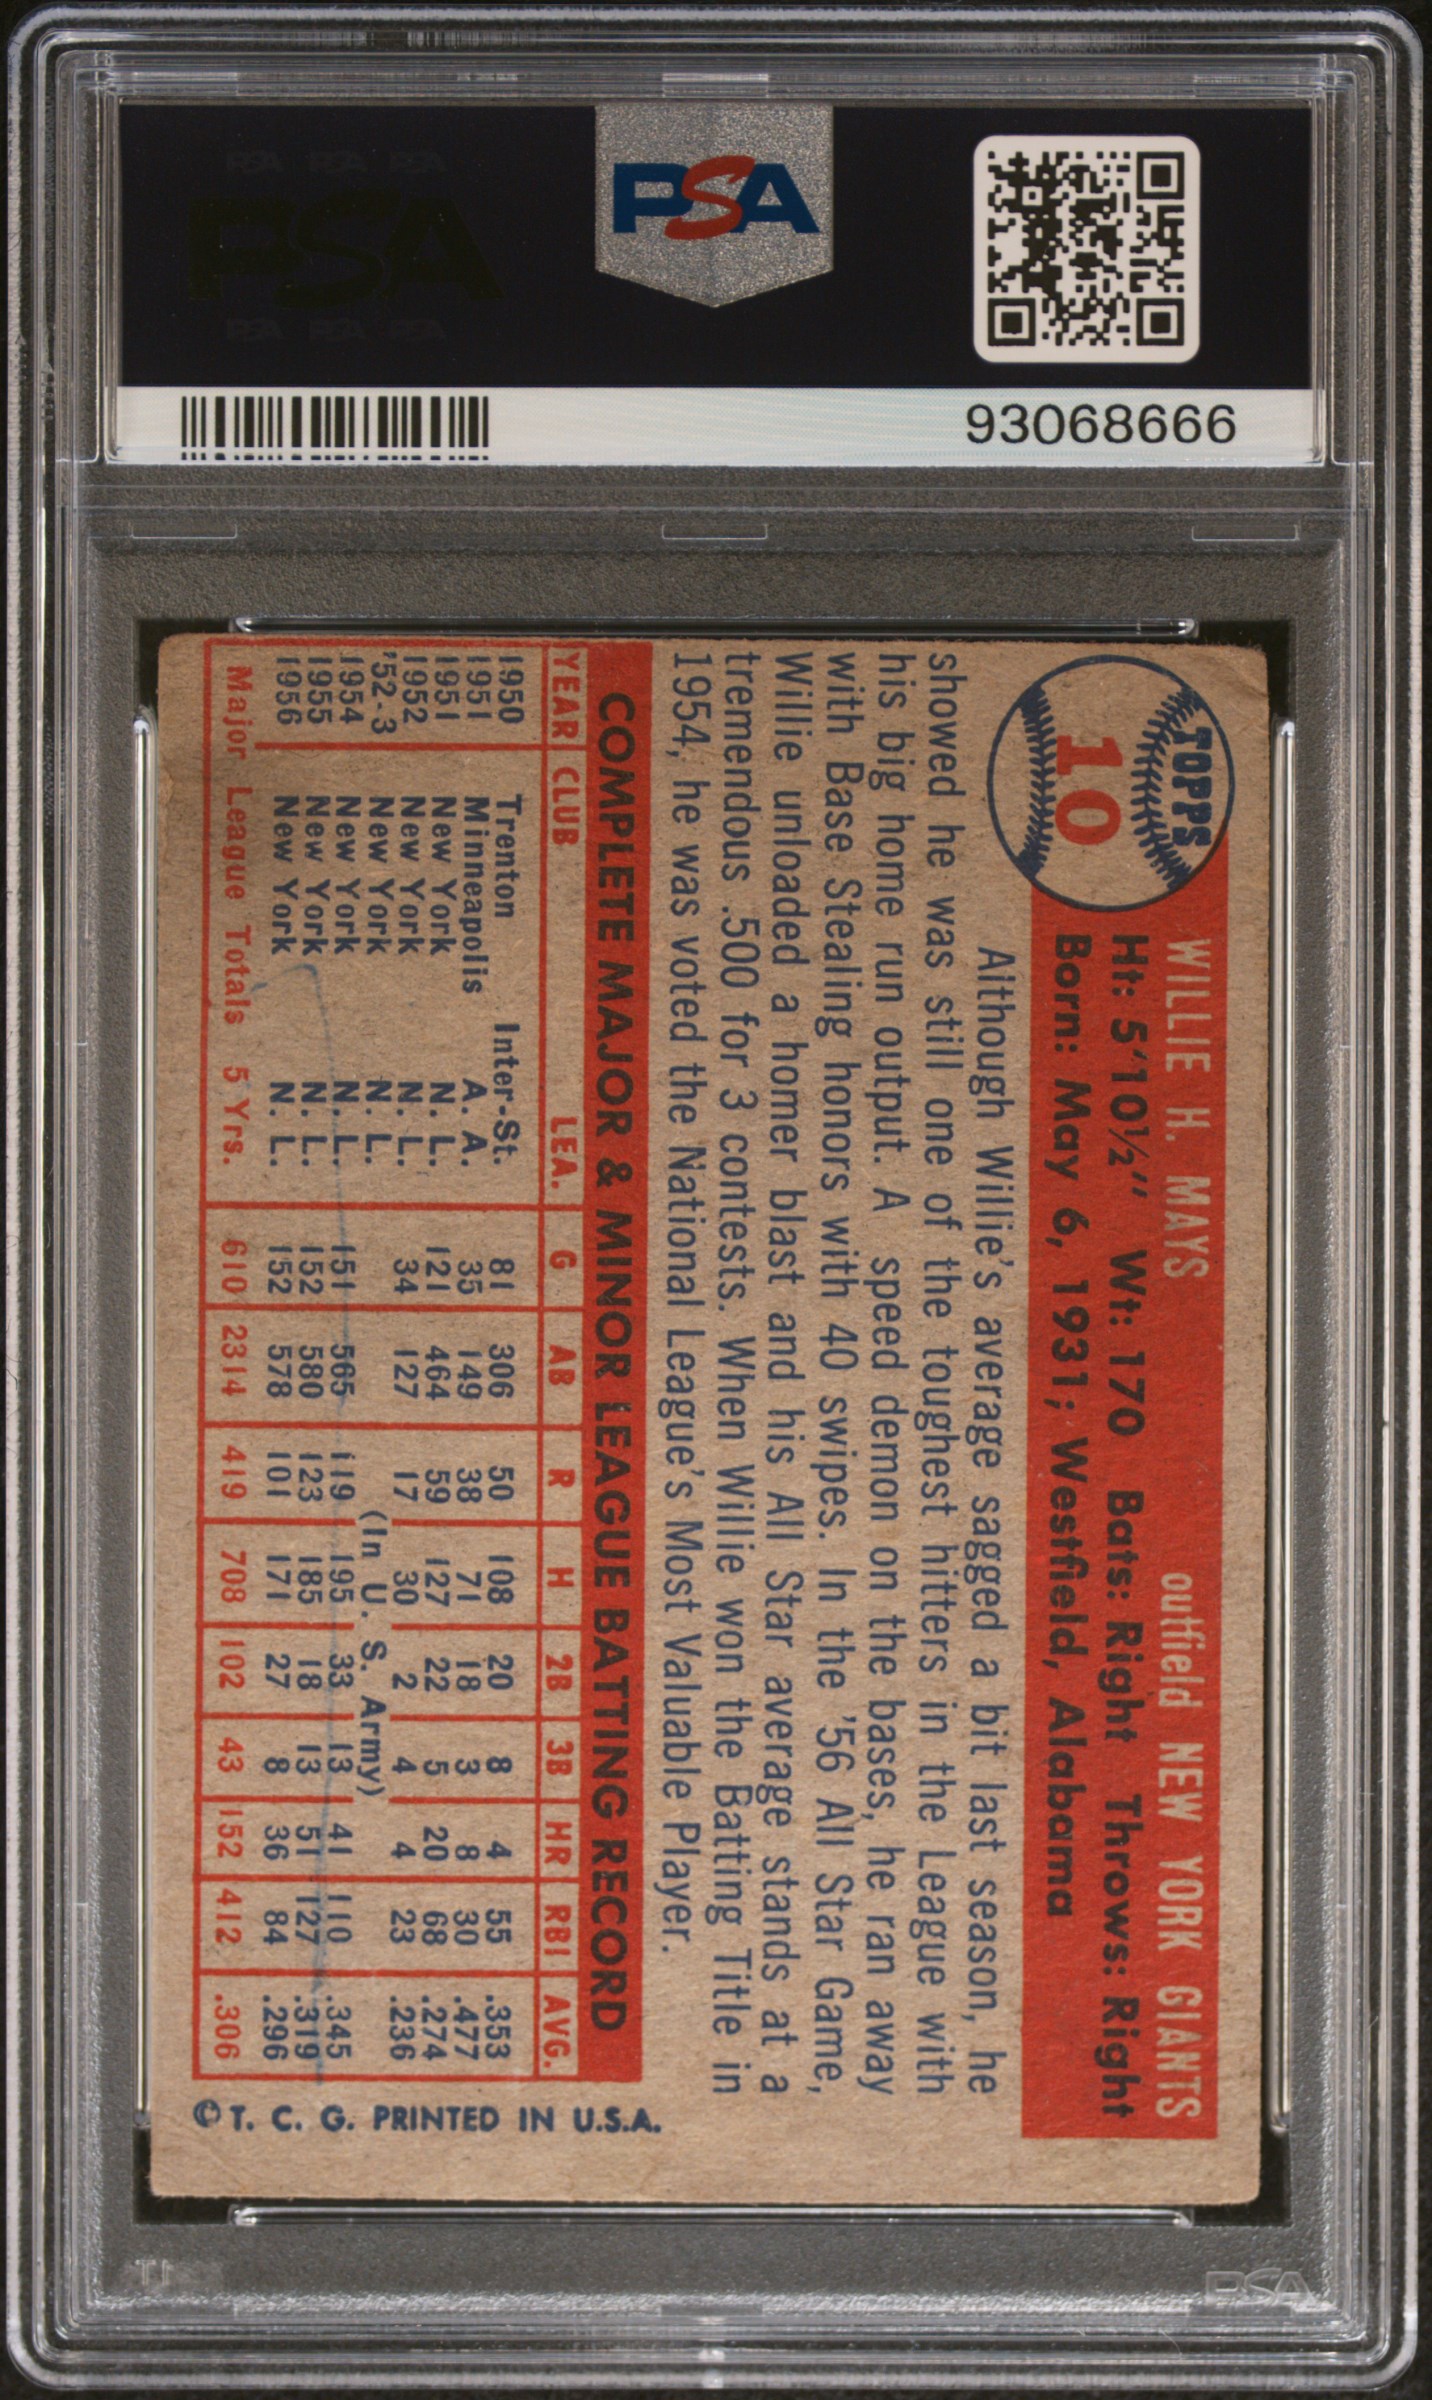 PSA PSA PSA
PSA
PSA PSA PSA
PSA
93068666
TOPPS
10
WILLIE H. MAYS outfield NEW YORK GIANTS
Ht: 5'10½" Wt: 170 Bats: Right Throws: Right
Born: May 6, 1931; Westfield, Alabama
Although Willie's average sagged a bit last season, he
showed he was still one of the toughest hitters in the League with
his big home run output. A speed demon on the bases, he ran away
with Base Stealing honors with 40 swipes. In the '56 All Star Game,
Willie unloaded a homer blast and his All Star average stands at a
tremendous .500 for 3 contests. When Willie won the Batting Title in
1954, he was voted the National League's Most Valuable Player.
COMPLETE MAJOR & MINOR LEAGUE BATTING RECORD
YEAR CLUB LEA. G AB R H 2B 3B HR RBI AVG.
1950 Trenton Inter-St. 81 306 50 108 20 8 4 55 .353
1951 Minneapolis A. A. 35 149 38 71 18 3 8 30 .477
1951 New York N. L. 121 464 59 127 22 5 20 68 .274
1952 New York N. L. 34 127 17 30 2 4 4 23 .236
'52-3 New York N. L. (In U. S. Army)
1954 New York N. L. 151 565 119 195 33 13 41 110 .345
1955 New York N. L. 152 580 123 185 18 13 51 127 .319
1956 New York N. L. 152 578 101 171 27 8 36 84 .296
Major League Totals 5 Yrs. 610 2314 419 708 102 43 152 412 .306
© T. C. G. PRINTED IN U.S.A.
PSA